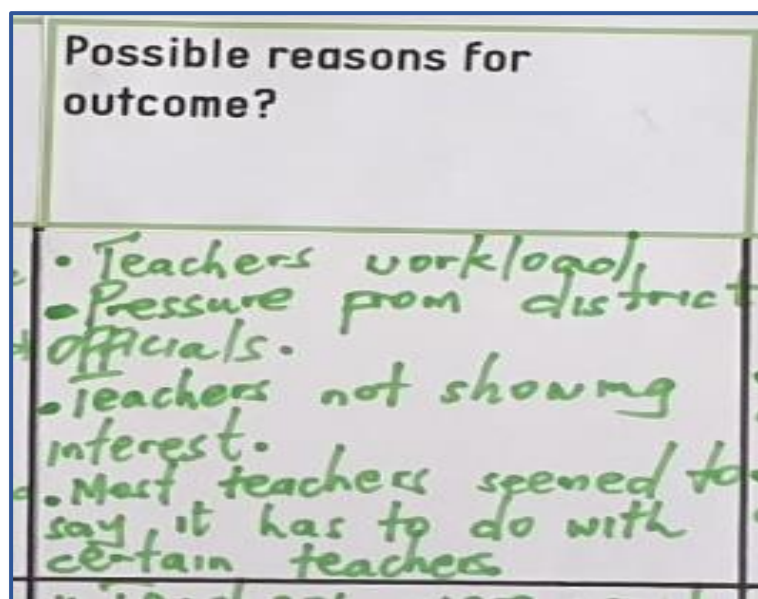 Possible reasons for
outcome?
• Teachers workload,
• Pressure from district
officials.
• Teachers not showing
interest.
• Most teachers seemed to
say it has to do with
certain teachers